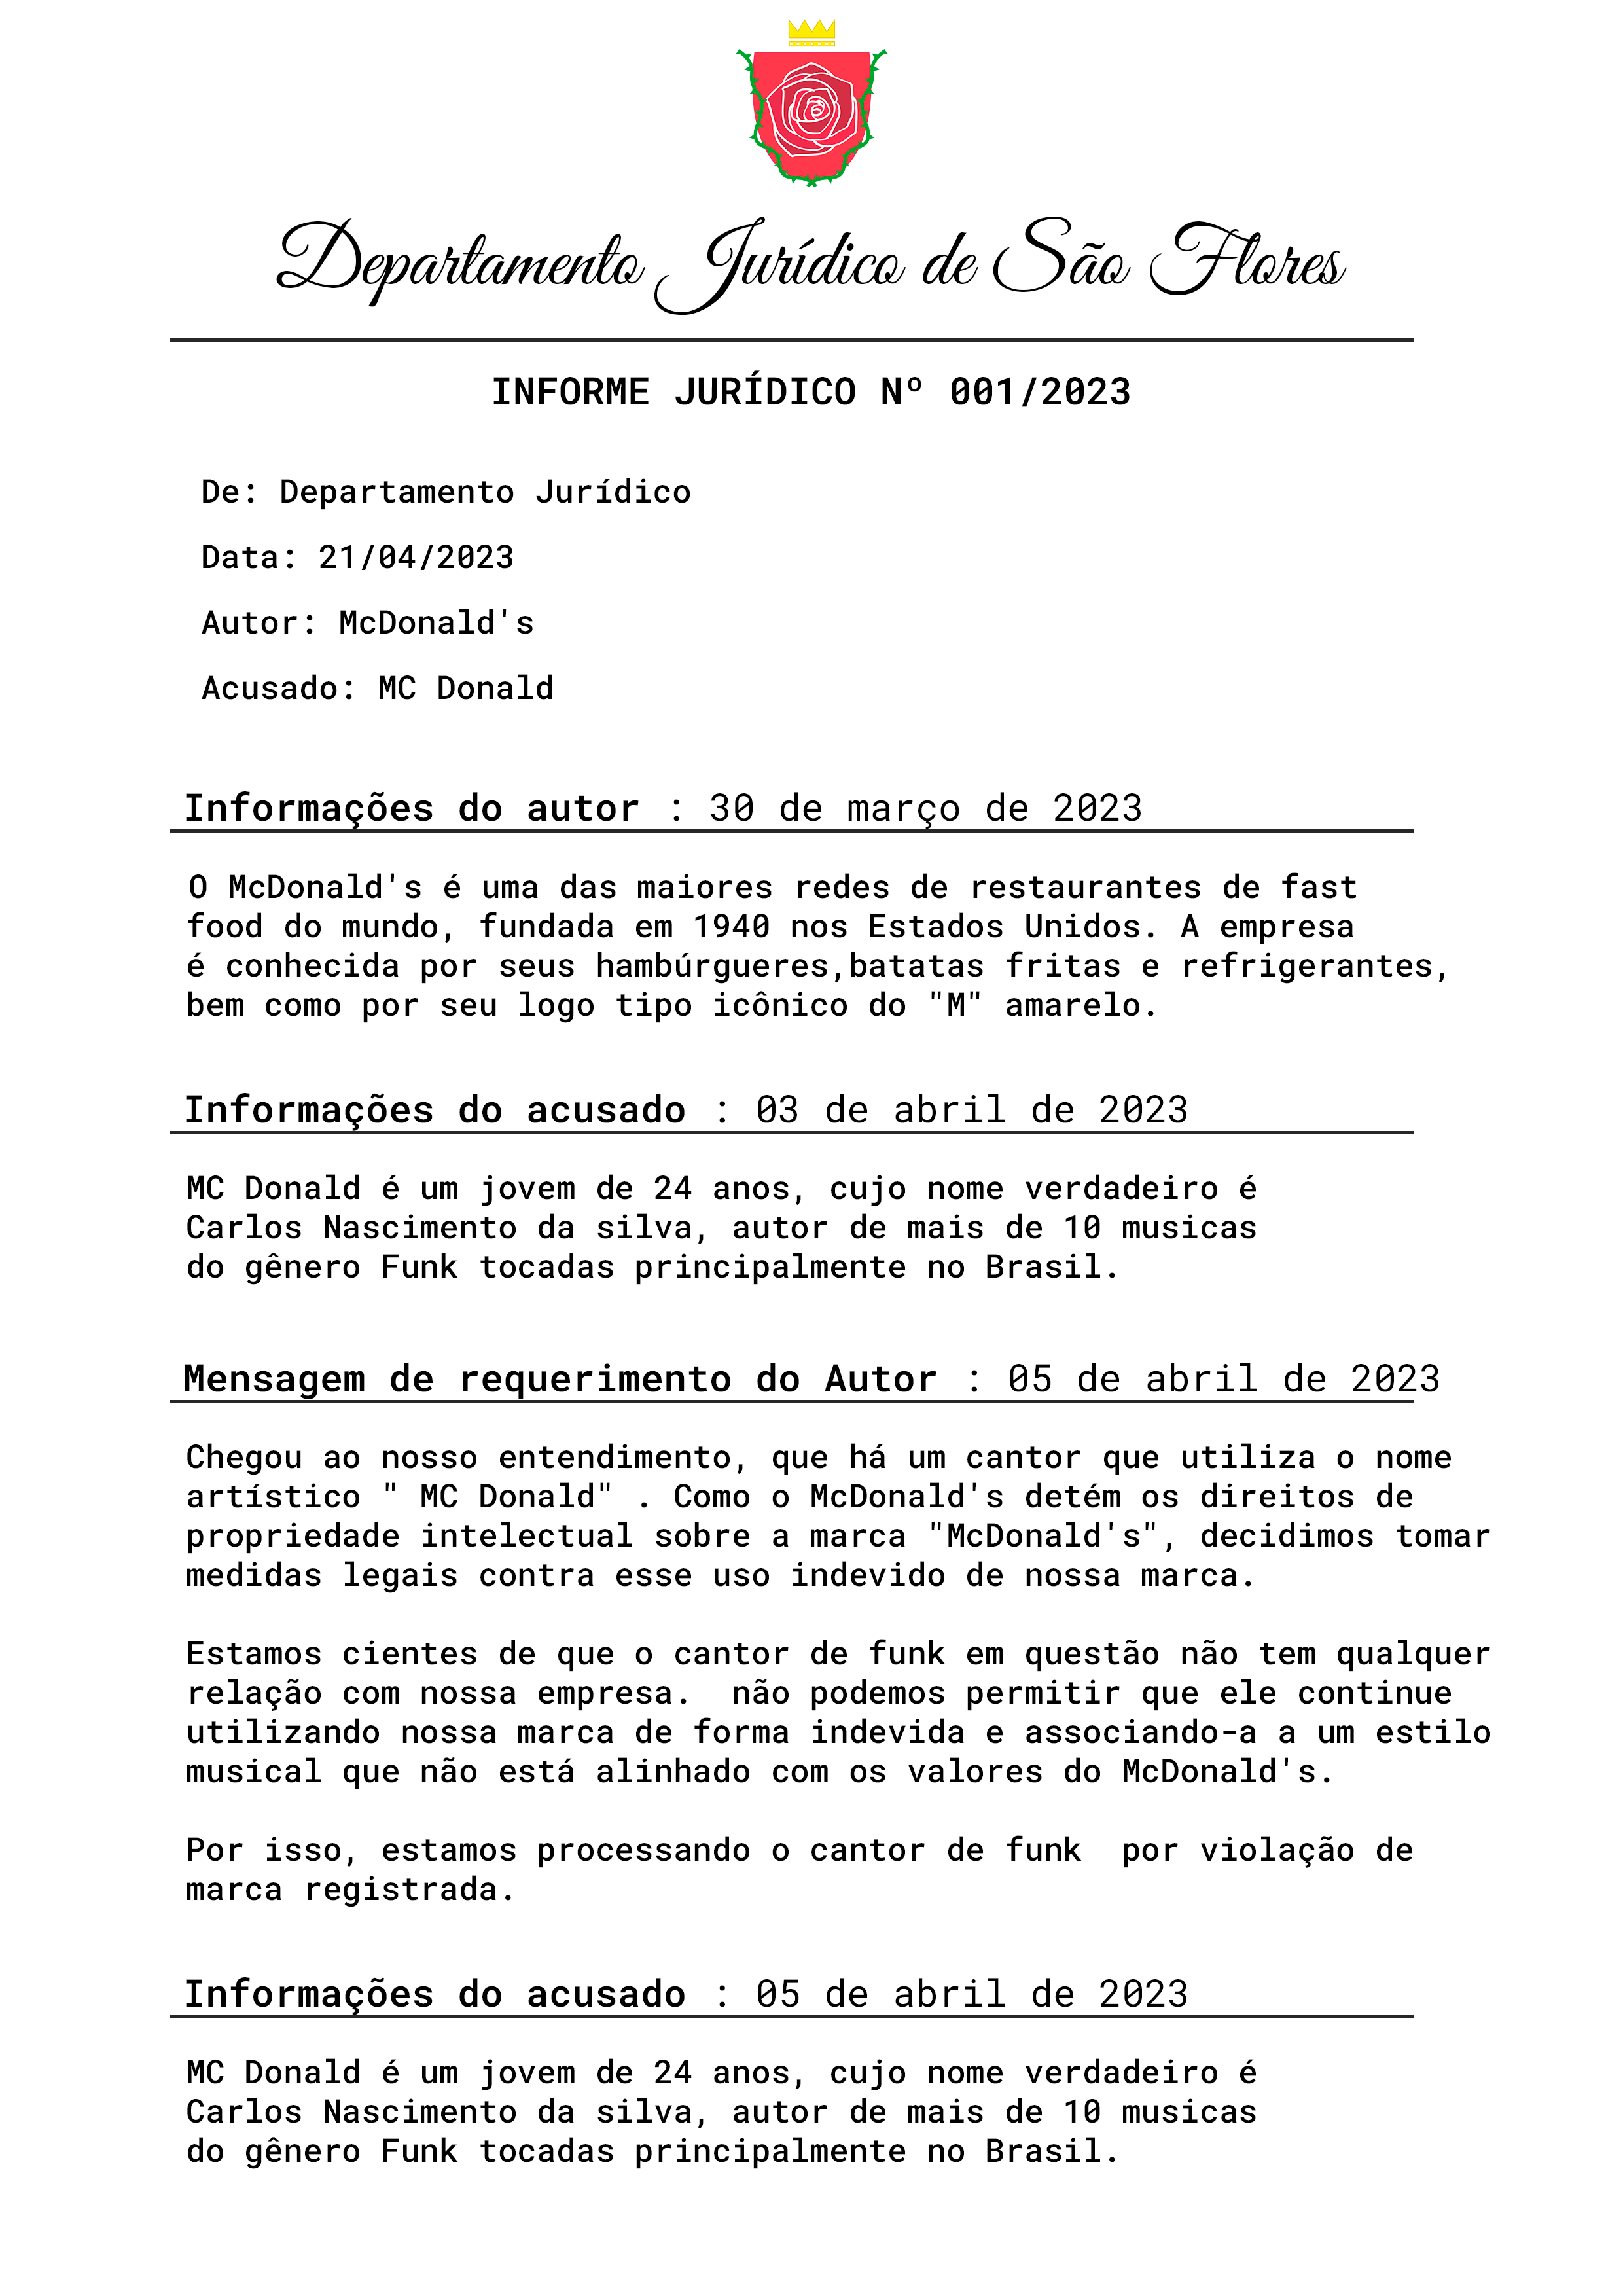 Departamento Jurídico de São Flores
INFORME JURÍDICO Nº 001/2023
De: Departamento Jurídico
Data: 21/04/2023
Autor: McDonald's
Acusado: MC Donald
Informações do autor : 30 de março de 2023
O McDonald's é uma das maiores redes de restaurantes de fast
food do mundo, fundada em 1940 nos Estados Unidos. A empresa
é conhecida por seus hambúrgueres,batatas fritas e refrigerantes,
bem como por seu logo tipo icônico do "M" amarelo.
Informações do acusado : 03 de abril de 2023
MC Donald é um jovem de 24 anos, cujo nome verdadeiro é
Carlos Nascimento da silva, autor de mais de 10 musicas
do gênero Funk tocadas principalmente no Brasil.
Mensagem de requerimento do Autor : 05 de abril de 2023
Chegou ao nosso entendimento, que há um cantor que utiliza o nome
artístico " MC Donald" . Como o McDonald's detém os direitos de
propriedade intelectual sobre a marca "McDonald's", decidimos tomar
medidas legais contra esse uso indevido de nossa marca.
Estamos cientes de que o cantor de funk em questão não tem qualquer
relação com nossa empresa.  não podemos permitir que ele continue
utilizando nossa marca de forma indevida e associando-a a um estilo
musical que não está alinhado com os valores do McDonald's.
Por isso, estamos processando o cantor de funk  por violação de
marca registrada.
Informações do acusado : 05 de abril de 2023
MC Donald é um jovem de 24 anos, cujo nome verdadeiro é
Carlos Nascimento da silva, autor de mais de 10 musicas
do gênero Funk tocadas principalmente no Brasil.